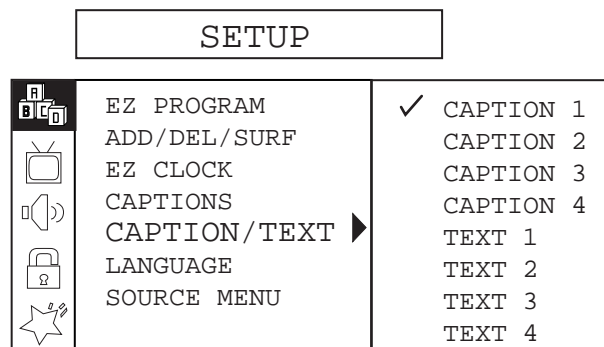 SETUP
A
B C D
EZ PROGRAM
ADD/DEL/SURF
EZ CLOCK
CAPTIONS
CAPTION/TEXT
LANGUAGE
SOURCE MENU
✓ CAPTION 1
CAPTION 2
CAPTION 3
CAPTION 4
TEXT 1
TEXT 2
TEXT 3
TEXT 4